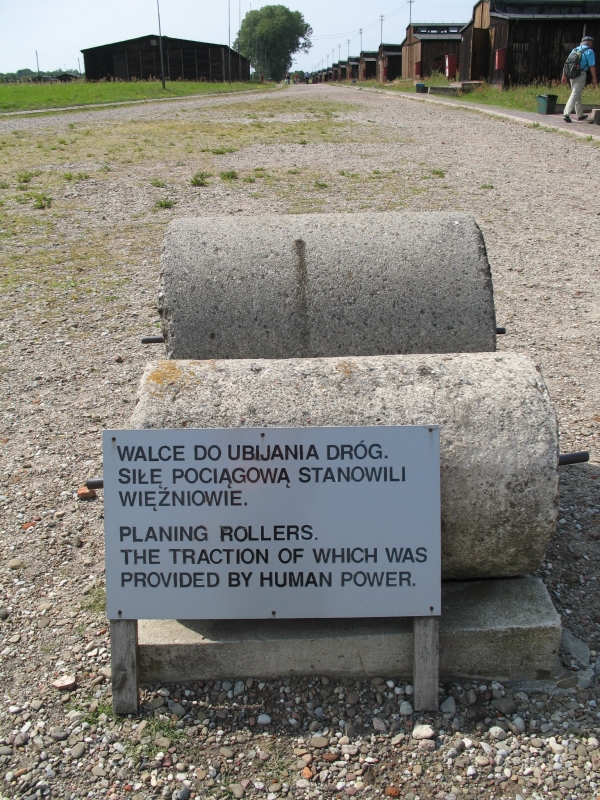 WALCE DO UBIJANIA DRÓG.
SIŁĘ POCIĄGOWĄ STANOWILI
WIĘŹNIOWIE.
PLANING ROLLERS.
THE TRACTION OF WHICH WAS
PROVIDED BY HUMAN POWER.